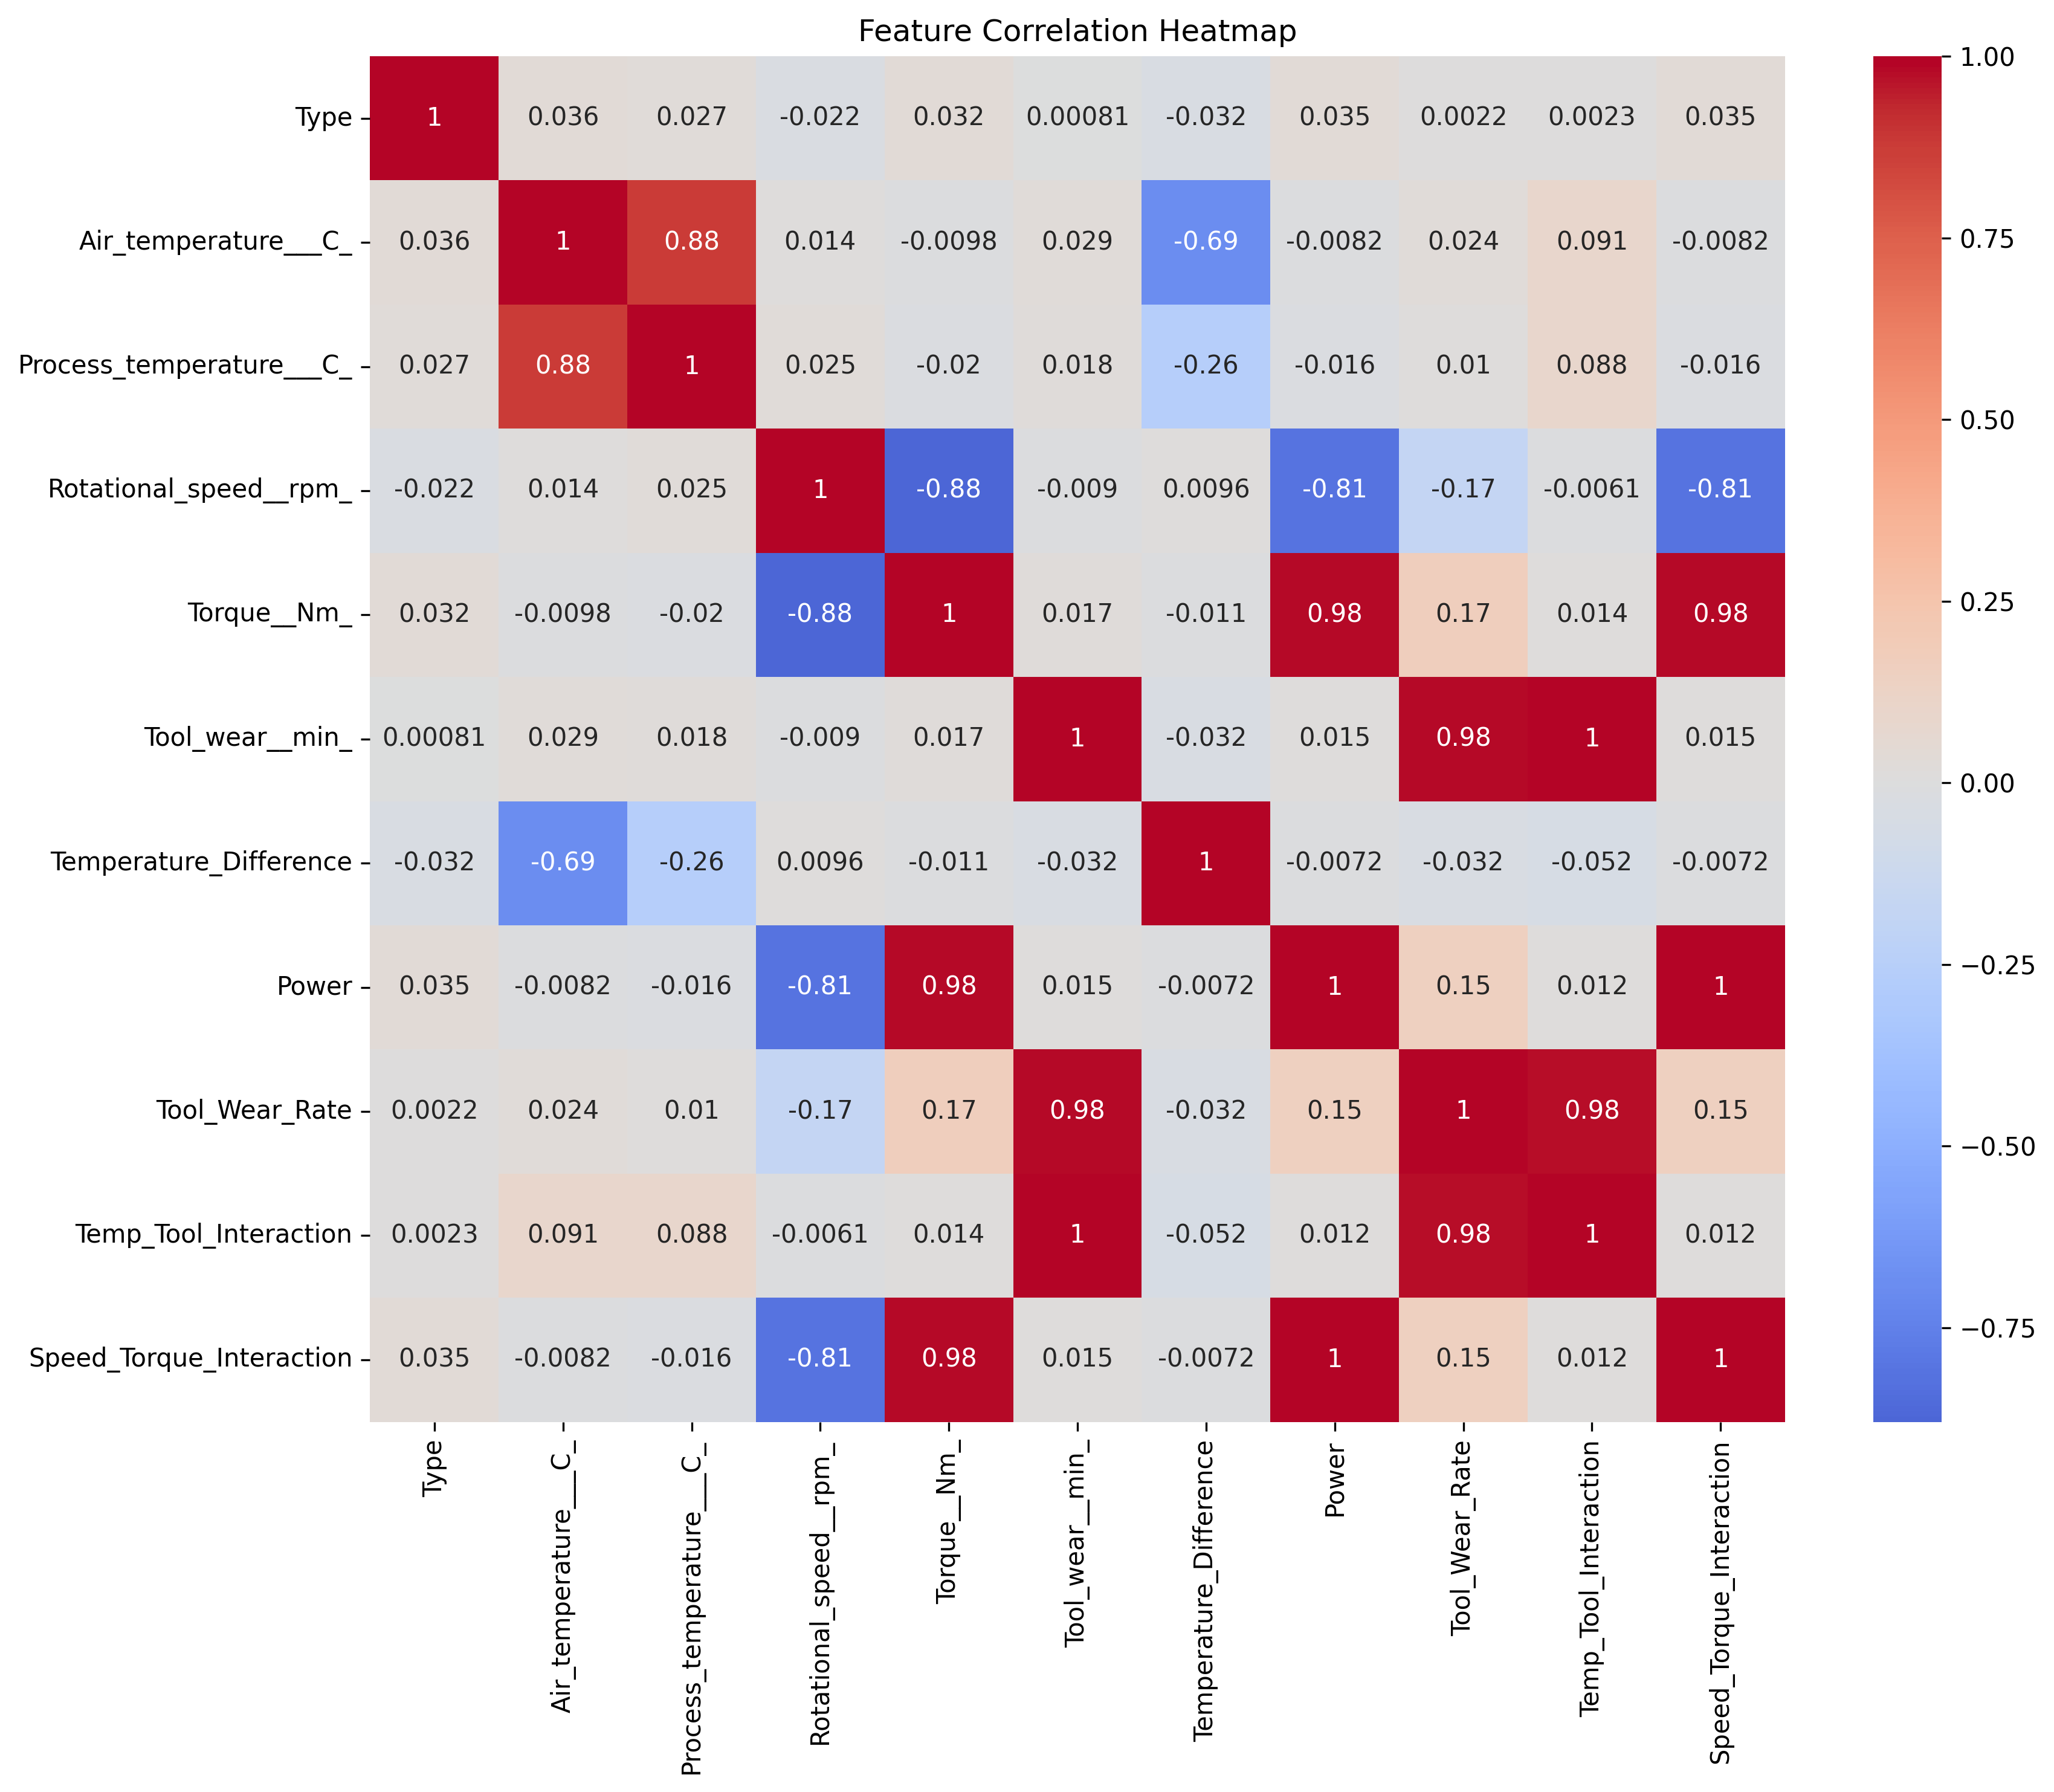 Feature Correlation Heatmap
Type 1 0.036 0.027 -0.022 0.032 0.00081 -0.032 0.035 0.0022 0.0023 0.035
Air_temperature___C_ 0.036 1 0.88 0.014 -0.0098 0.029 -0.69 -0.0082 0.024 0.091 -0.0082
Process_temperature___C_ 0.027 0.88 1 0.025 -0.02 0.018 -0.26 -0.016 0.01 0.088 -0.016
Rotational_speed__rpm_ -0.022 0.014 0.025 1 -0.88 -0.009 0.0096 -0.81 -0.17 -0.0061 -0.81
Torque__Nm_ 0.032 -0.0098 -0.02 -0.88 1 0.017 -0.011 0.98 0.17 0.014 0.98
Tool_wear__min_ 0.00081 0.029 0.018 -0.009 0.017 1 -0.032 0.015 0.98 1 0.015
Temperature_Difference -0.032 -0.69 -0.26 0.0096 -0.011 -0.032 1 -0.0072 -0.032 -0.052 -0.0072
Power 0.035 -0.0082 -0.016 -0.81 0.98 0.015 -0.0072 1 0.15 0.012 1
Tool_Wear_Rate 0.0022 0.024 0.01 -0.17 0.17 0.98 -0.032 0.15 1 0.98 0.15
Temp_Tool_Interaction 0.0023 0.091 0.088 -0.0061 0.014 1 -0.052 0.012 0.98 1 0.012
Speed_Torque_Interaction 0.035 -0.0082 -0.016 -0.81 0.98 0.015 -0.0072 1 0.15 0.012 1
Type
Air_temperature___C_
Process_temperature___C_
Rotational_speed__rpm_
Torque__Nm_
Tool_wear__min_
Temperature_Difference
Power
Tool_Wear_Rate
Temp_Tool_Interaction
Speed_Torque_Interaction
1.00
0.75
0.50
0.25
0.00
−0.25
−0.50
−0.75